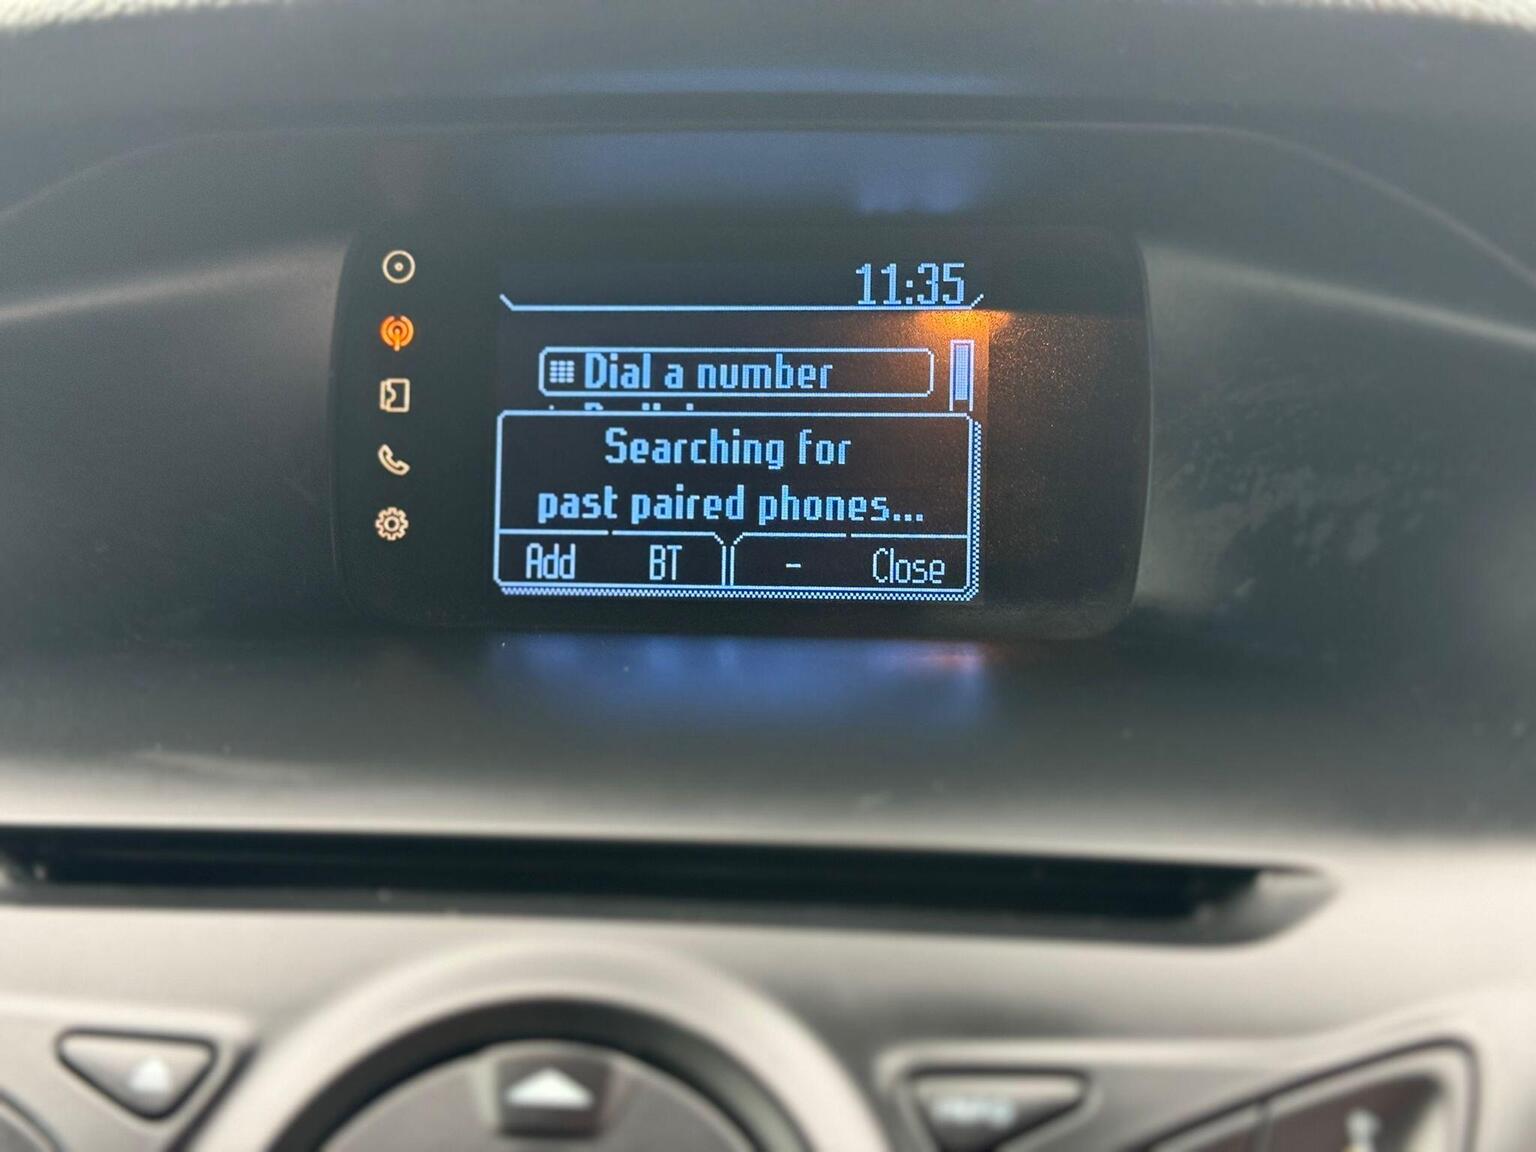 11:35
Dial a number
Searching for
past paired phones...
Add BT - Close